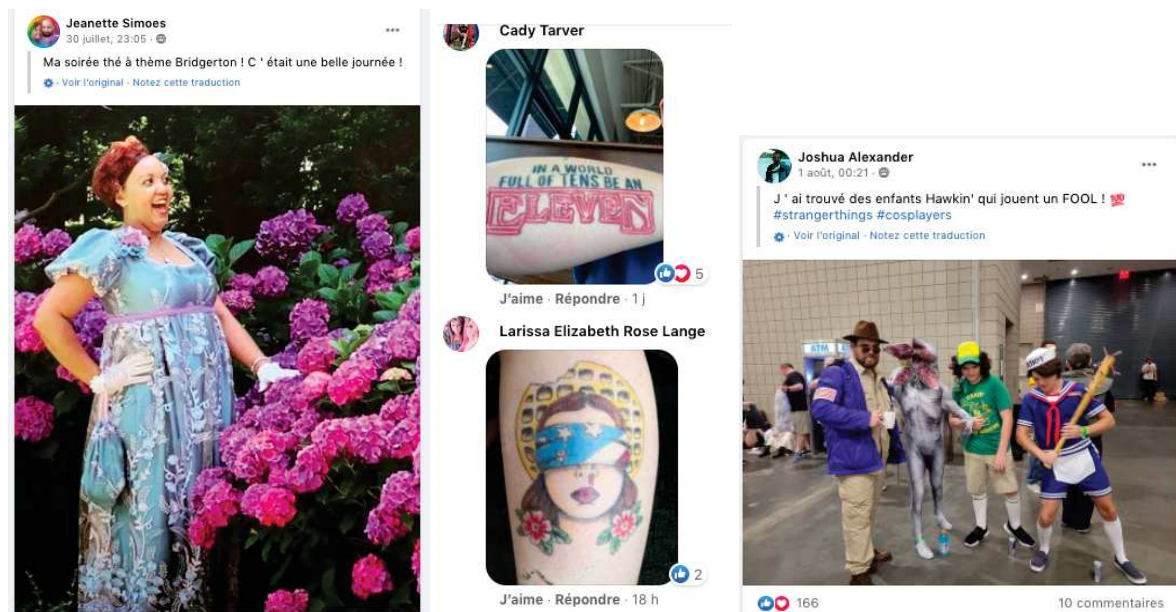 Jeanette Simoes
30 juillet, 23:05 ·
Ma soirée thé à thème Bridgerton ! C ' était une belle journée !
· Voir l'original · Notez cette traduction
Cady Tarver
IN A WORLD
FULL OF TENS BE AN
ELEVEN
5
J'aime · Répondre · 1 j
Larissa Elizabeth Rose Lange
2
J'aime · Répondre · 18 h
Joshua Alexander
1 août, 00:21 ·
J ' ai trouvé des enfants Hawkin' qui jouent un FOOL ! 💯
#strangerthings #cosplayers
· Voir l'original · Notez cette traduction
ATM
AHOY
166
10 commentaires